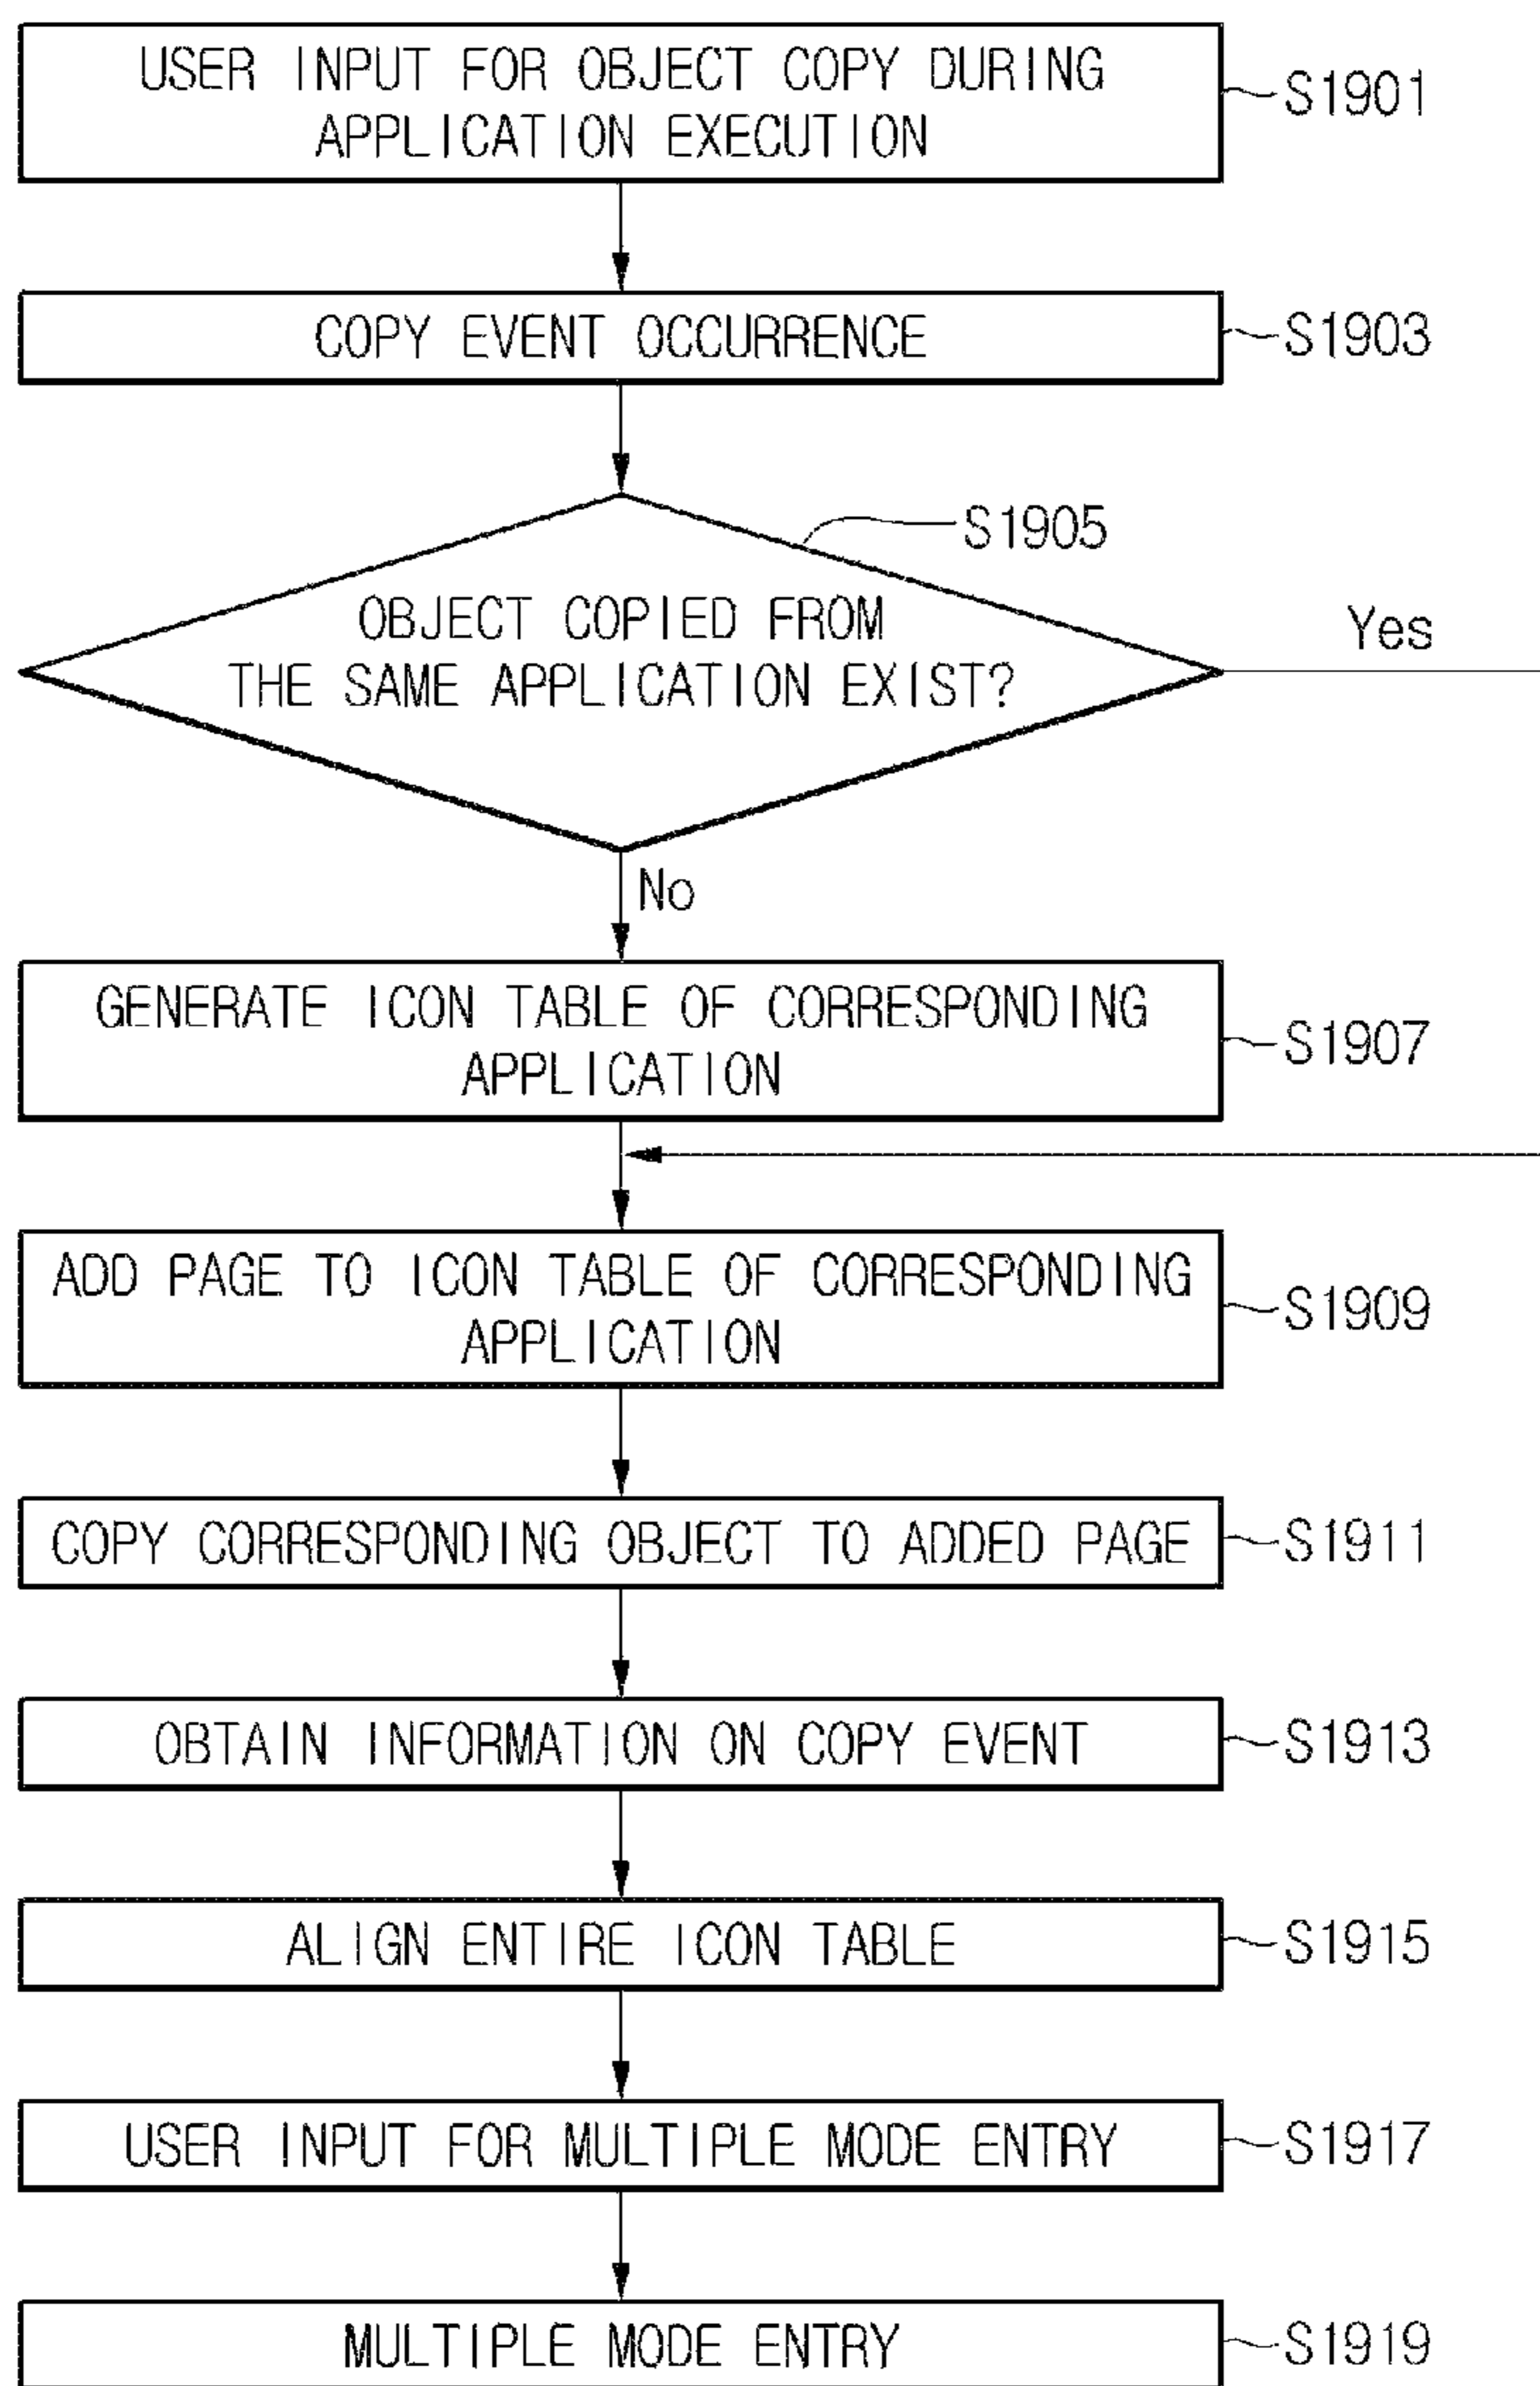 USER INPUT FOR OBJECT COPY DURING
APPLICATION EXECUTION
S1901
COPY EVENT OCCURRENCE
S1903
S1905
OBJECT COPIED FROM
THE SAME APPLICATION EXIST?
Yes
No
GENERATE ICON TABLE OF CORRESPONDING
APPLICATION
S1907
ADD PAGE TO ICON TABLE OF CORRESPONDING
APPLICATION
S1909
COPY CORRESPONDING OBJECT TO ADDED PAGE
S1911
OBTAIN INFORMATION ON COPY EVENT
S1913
ALIGN ENTIRE ICON TABLE
S1915
USER INPUT FOR MULTIPLE MODE ENTRY
S1917
MULTIPLE MODE ENTRY
S1919